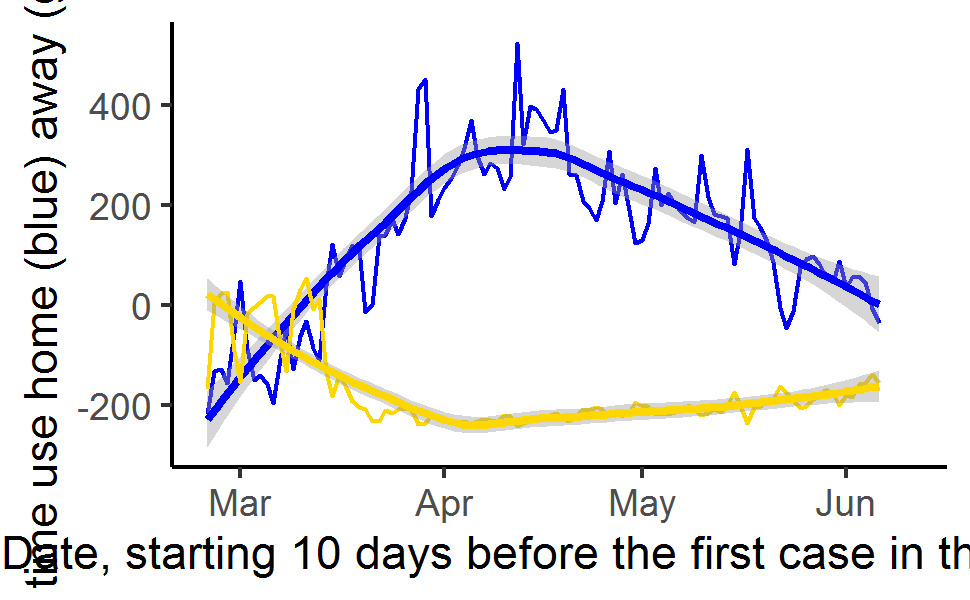 time use home (blue) away (
400
200
0
-200
Mar Apr May Jun
Date, starting 10 days before the first case in th